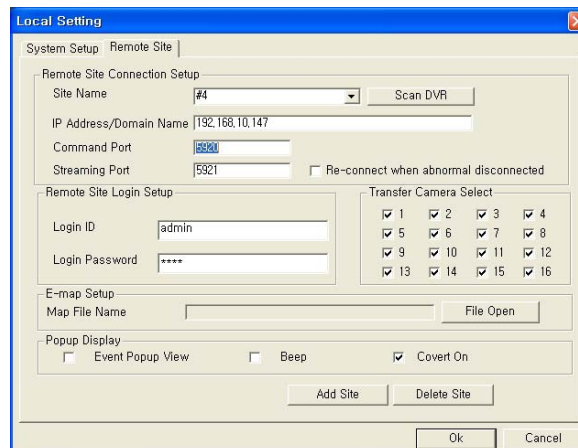 Local Setting
System Setup Remote Site
Remote Site Connection Setup
Site Name #4 Scan DVR
IP Address/Domain Name 192,168,10,147
Command Port 5920
Streaming Port 5921 Re-connect when abnormal disconnected
Remote Site Login Setup Transfer Camera Select
1 2 3 4
Login ID admin 5 6 7 8
9 10 11 12
Login Password **** 13 14 15 16
E-map Setup
Map File Name File Open
Popup Display
Event Popup View Beep Covert On
Add Site Delete Site
Ok Cancel